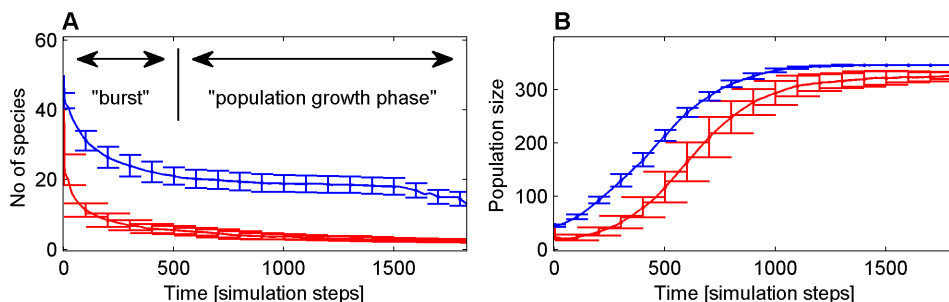 A
B
60
40
20
0
"burst"
"population growth phase"
No of species
0
500
1000
1500
Time [simulation steps]
300
200
100
0
Population size
0
500
1000
1500
Time [simulation steps]